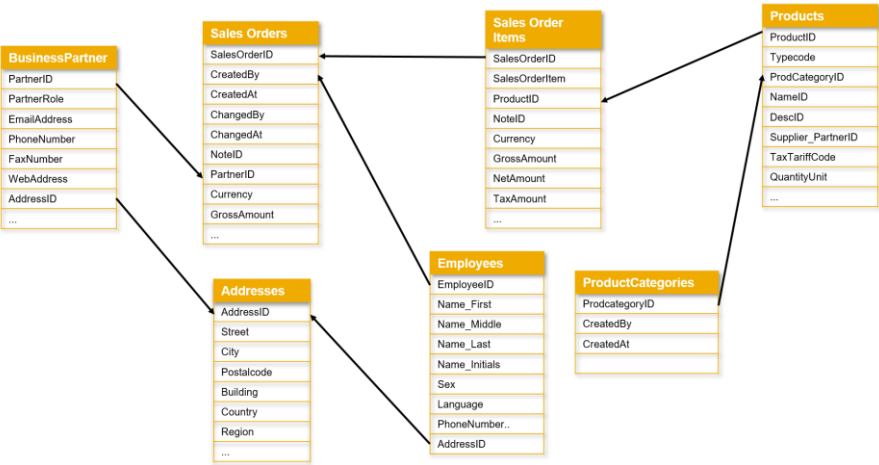 BusinessPartner
PartnerID
PartnerRole
EmailAddress
PhoneNumber
FaxNumber
WebAddress
AddressID
...
Sales Orders
SalesOrderID
CreatedBy
CreatedAt
ChangedBy
ChangedAt
NoteID
PartnerID
Currency
GrossAmount
...
Sales Order
Items
SalesOrderID
SalesOrderItem
ProductID
NoteID
Currency
GrossAmount
NetAmount
TaxAmount
...
Products
ProductID
Typecode
ProdCategoryID
NameID
DescID
Supplier_PartnerID
TaxTariffCode
QuantityUnit
...
Addresses
AddressID
Street
City
Postalcode
Building
Country
Region
...
Employees
EmployeeID
Name_First
Name_Middle
Name_Last
Name_Initials
Sex
Language
PhoneNumber..
AddressID
ProductCategories
ProdcategoryID
CreatedBy
CreatedAt